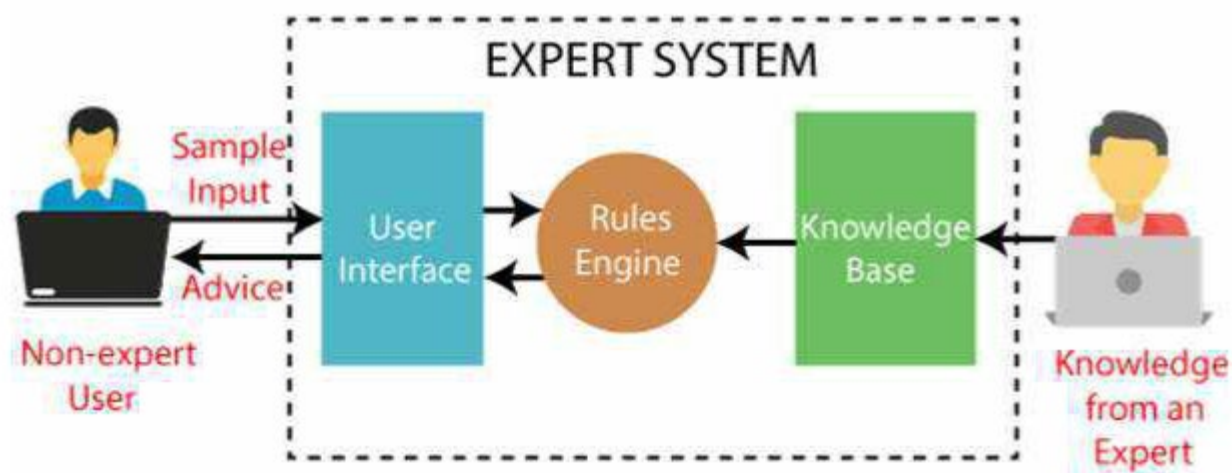 EXPERT SYSTEM
Sample
Input
Advice
Non-expert
User
User
Interface
Rules
Engine
Knowledge
Base
Knowledge
from an
Expert